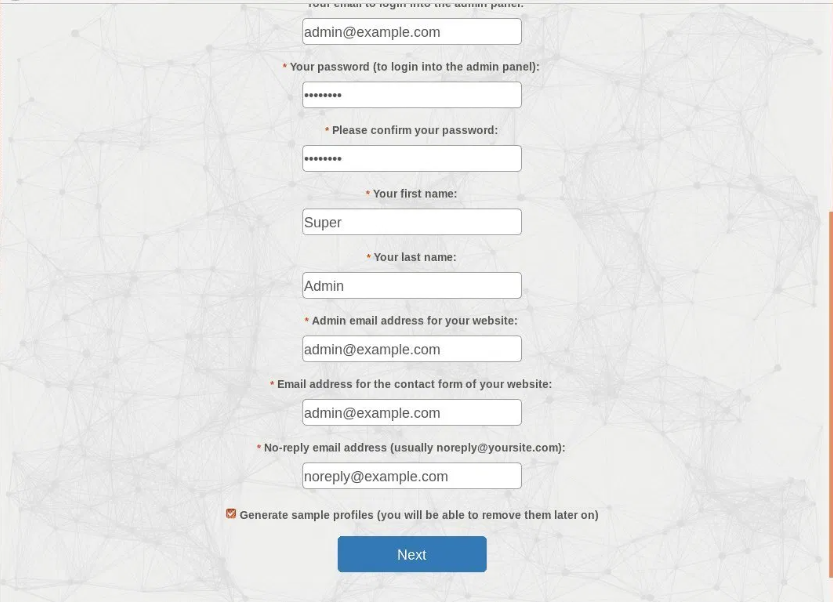 Your email to login into the admin panel:
admin@example.com
* Your password (to login into the admin panel):
••••••••
* Please confirm your password:
••••••••
* Your first name:
Super
* Your last name:
Admin
* Admin email address for your website:
admin@example.com
* Email address for the contact form of your website:
admin@example.com
* No-reply email address (usually noreply@yoursite.com):
noreply@example.com
Generate sample profiles (you will be able to remove them later on)
Next